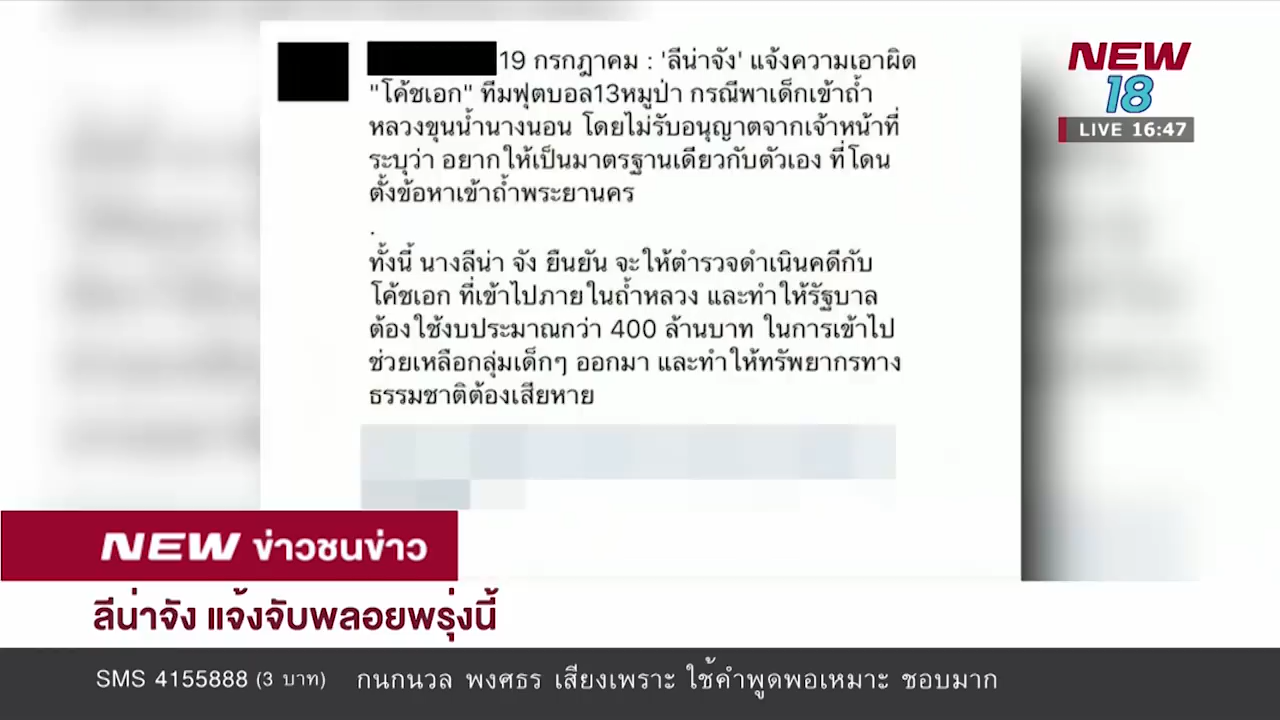 19 กรกฎาคม : 'ลีน่าจัง' แจ้งความเอาผิด
"โค้ชเอก" ทีมฟุตบอล13หมูป่า กรณีพาเด็กเข้าถ้ำ
หลวงขุนน้ำนางนอน โดยไม่รับอนุญาตจากเจ้าหน้าที่
ระบุว่า อยากให้เป็นมาตรฐานเดียวกับตัวเอง ที่โดน
ตั้งข้อหาเข้าถ้ำพระยานคร
.
ทั้งนี้ นางลีน่า จัง ยืนยัน จะให้ตำรวจดำเนินคดีกับ
โค้ชเอก ที่เข้าไปภายในถ้ำหลวง และทำให้รัฐบาล
ต้องใช้งบประมาณกว่า 400 ล้านบาท ในการเข้าไป
ช่วยเหลือกลุ่มเด็กๆ ออกมา และทำให้ทรัพยากรทาง
ธรรมชาติต้องเสียหาย
NEW
18
LIVE 16:47
NEW ข่าวชนข่าว
ลีน่าจัง แจ้งจับพลอยพรุ่งนี้
SMS 4155888 (3 บาท) กนกนวล พงศธร เสียงเพราะ ใช้คำพูดพอเหมาะ ชอบมาก